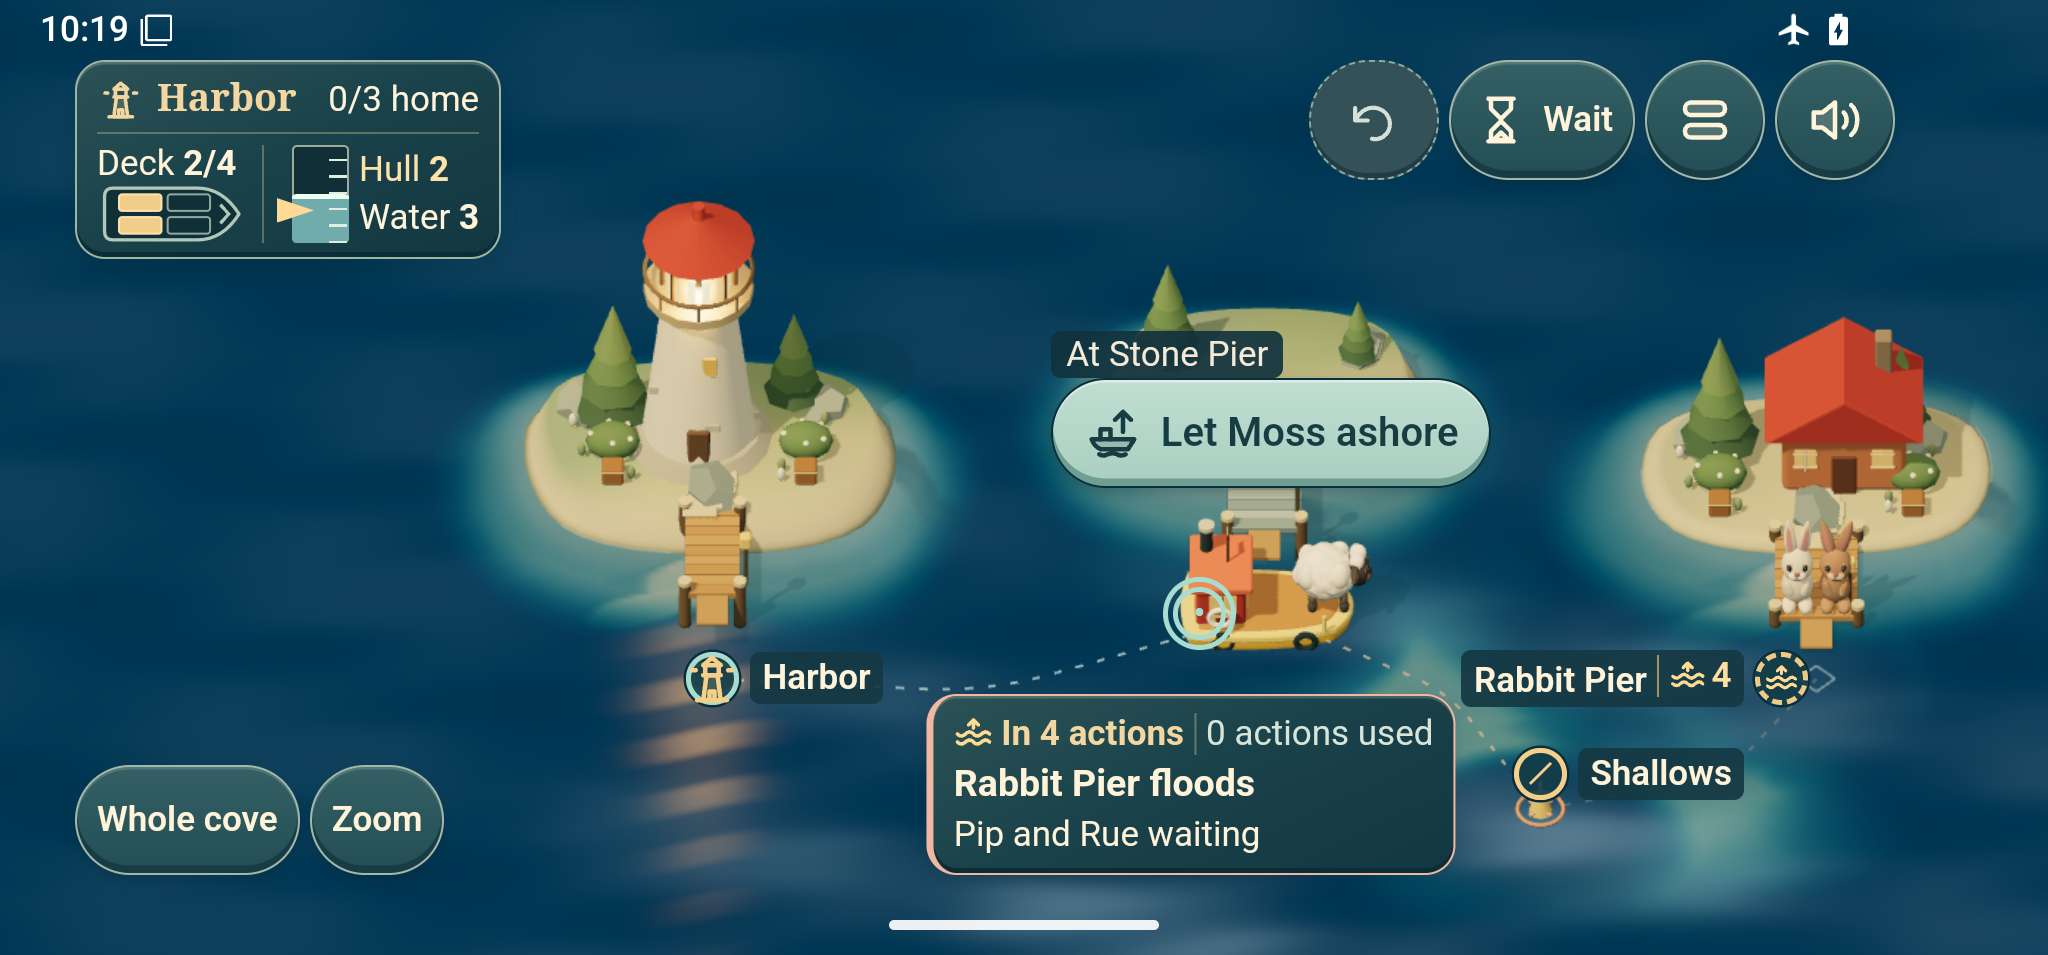 10:19
Harbor 0/3 home
Deck 2/4
Hull 2
Water 3
Wait
At Stone Pier
Let Moss ashore
Harbor
Rabbit Pier 4
In 4 actions 0 actions used
Rabbit Pier floods
Pip and Rue waiting
Shallows
Whole cove
Zoom